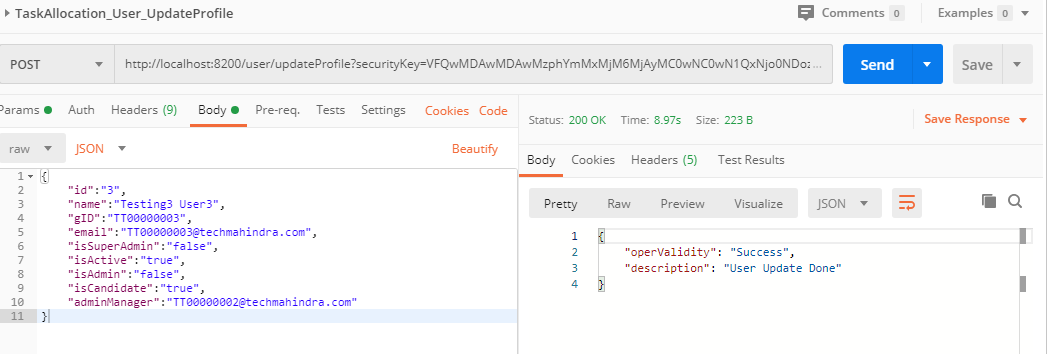 TaskAllocation_User_UpdateProfile
Comments 0 Examples 0
POST http://localhost:8200/user/updateProfile?securityKey=VFQwMDAwMDAwMzphYmMxMjM6MjAyMC0wNC0wN1QxNjo0NDoz... Send Save
Params Auth Headers (9) Body Pre-req. Tests Settings Cookies Code
raw JSON Beautify
1 {
2 "id":"3",
3 "name":"Testing3 User3",
4 "gID":"TT00000003",
5 "email":"TT00000003@techmahindra.com",
6 "isSuperAdmin":"false",
7 "isActive":"true",
8 "isAdmin":"false",
9 "isCandidate":"true",
10 "adminManager":"TT00000002@techmahindra.com"
11 }
Status: 200 OK Time: 8.97s Size: 223 B Save Response
Body Cookies Headers (5) Test Results
Pretty Raw Preview Visualize JSON
1 {
2 "operValidity": "Success",
3 "description": "User Update Done"
4 }